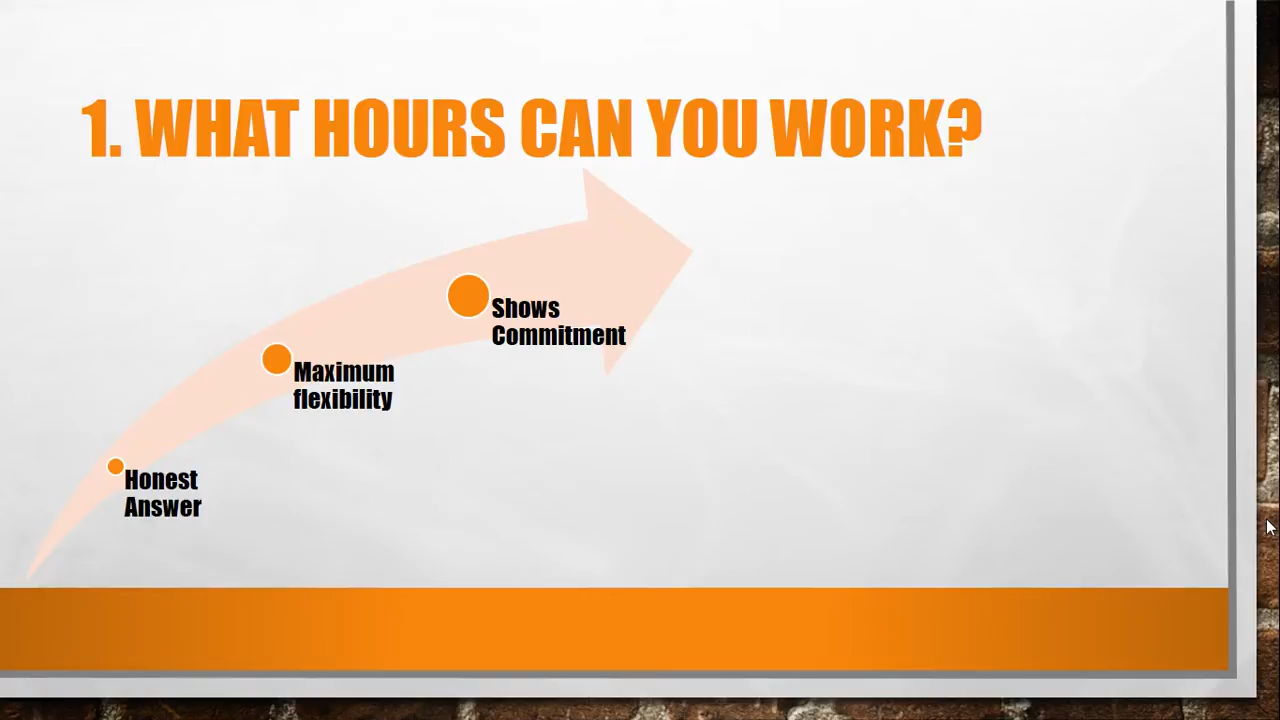 1. WHAT HOURS CAN YOU WORK?
Shows
Commitment
Maximum
flexibility
Honest
Answer